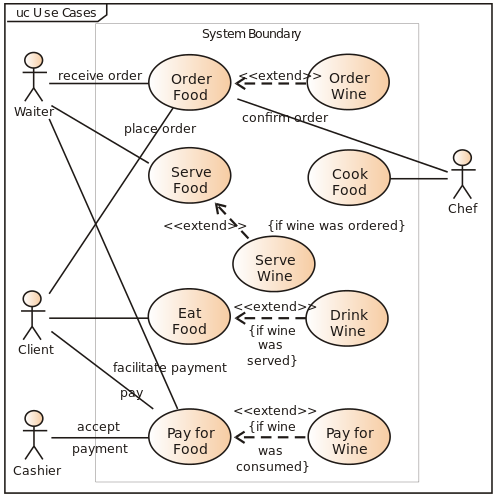 uc Use Cases
System Boundary
receive order
Order
Food
<<extend>>
Order
Wine
Waiter
place order
confirm order
Serve
Food
Cook
Food
Chef
<<extend>>
{if wine was ordered}
Serve
Wine
Client
Eat
Food
<<extend>>
{if wine
was
served}
Drink
Wine
facilitate payment
pay
Cashier
accept
payment
Pay for
Food
<<extend>>
{if wine
was
consumed}
Pay for
Wine